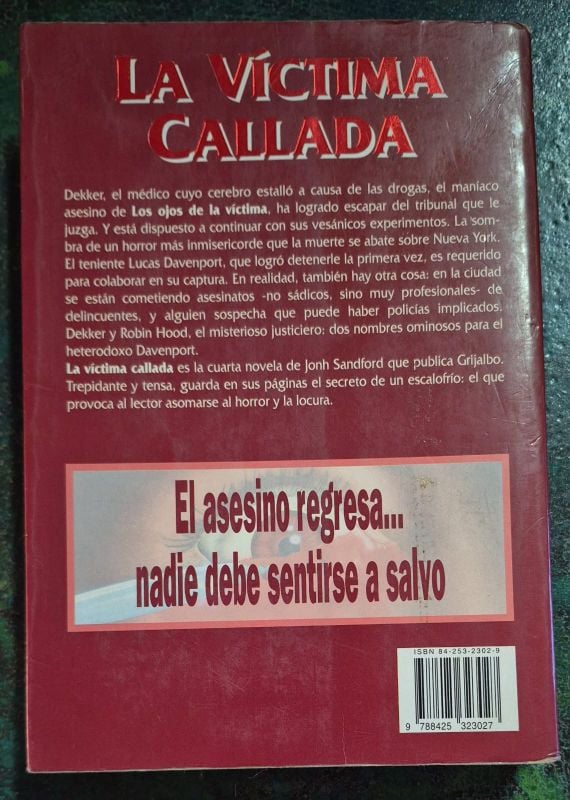 LA VÍCTIMA
CALLADA
Dekker, el médico cuyo cerebro estalló a causa de las drogas, el maníaco
asesino de Los ojos de la víctima, ha logrado escapar del tribunal que le
juzga. Y está dispuesto a continuar con sus vesánicos experimentos. La som-
bra de un horror más inmisericorde que la muerte se abate sobre Nueva York.
El teniente Lucas Davenport, que logró detenerle la primera vez, es requerido
para colaborar en su captura. En realidad, también hay otra cosa: en la ciudad
se están cometiendo asesinatos -no sádicos, sino muy profesionales- de
delincuentes, y alguien sospecha que puede haber policías implicados.
Dekker y Robin Hood, el misterioso justiciero: dos nombres ominosos para el
heterodoxo Davenport.
La víctima callada es la cuarta novela de Jonh Sandford que publica Grijalbo.
Trepidante y tensa, guarda en sus páginas el secreto de un escalofrío: el que
provoca al lector asomarse al horror y la locura.
El asesino regresa...
nadie debe sentirse a salvo
ISBN 84-253-2302-9
9 788425 323027